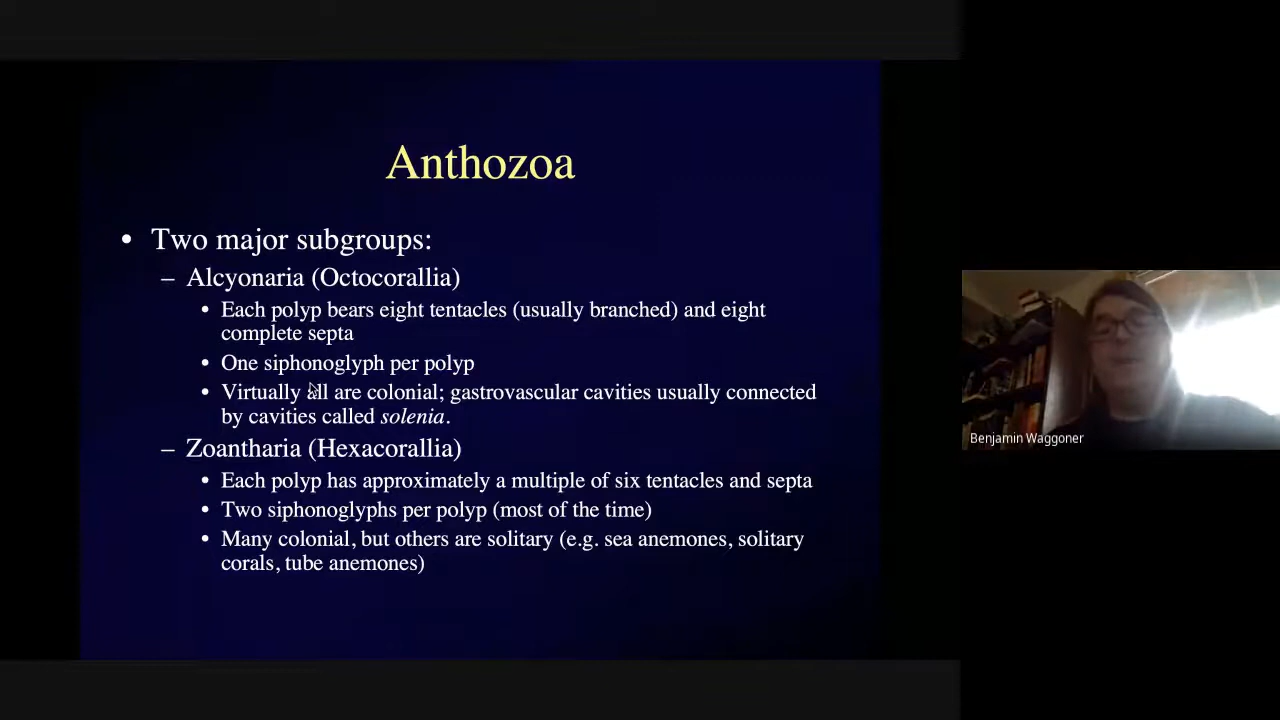 Anthozoa
• Two major subgroups:
– Alcyonaria (Octocorallia)
• Each polyp bears eight tentacles (usually branched) and eight
complete septa
• One siphonoglyph per polyp
• Virtually all are colonial; gastrovascular cavities usually connected
by cavities called solenia.
– Zoantharia (Hexacorallia)
• Each polyp has approximately a multiple of six tentacles and septa
• Two siphonoglyphs per polyp (most of the time)
• Many colonial, but others are solitary (e.g. sea anemones, solitary
corals, tube anemones)
Benjamin Waggoner